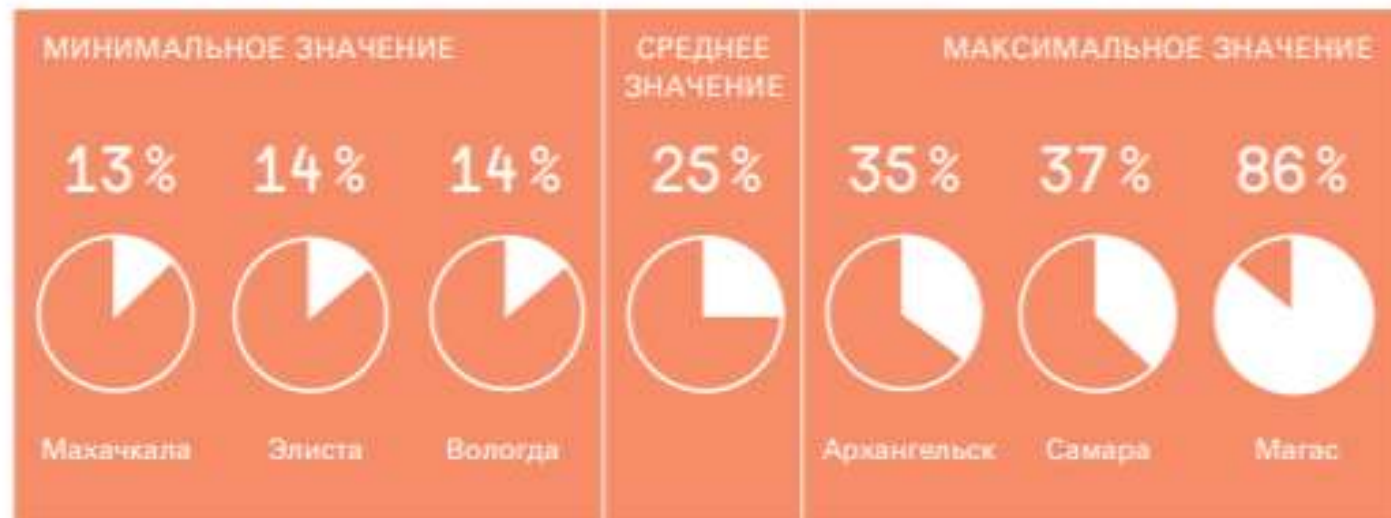 МИНИМАЛЬНОЕ ЗНАЧЕНИЕ
13% 14% 14%
Махачкала Элиста Вологда
СРЕДНЕЕ
ЗНАЧЕНИЕ
25%
МАКСИМАЛЬНОЕ ЗНАЧЕНИЕ
35% 37% 86%
Архангельск Самара Магас